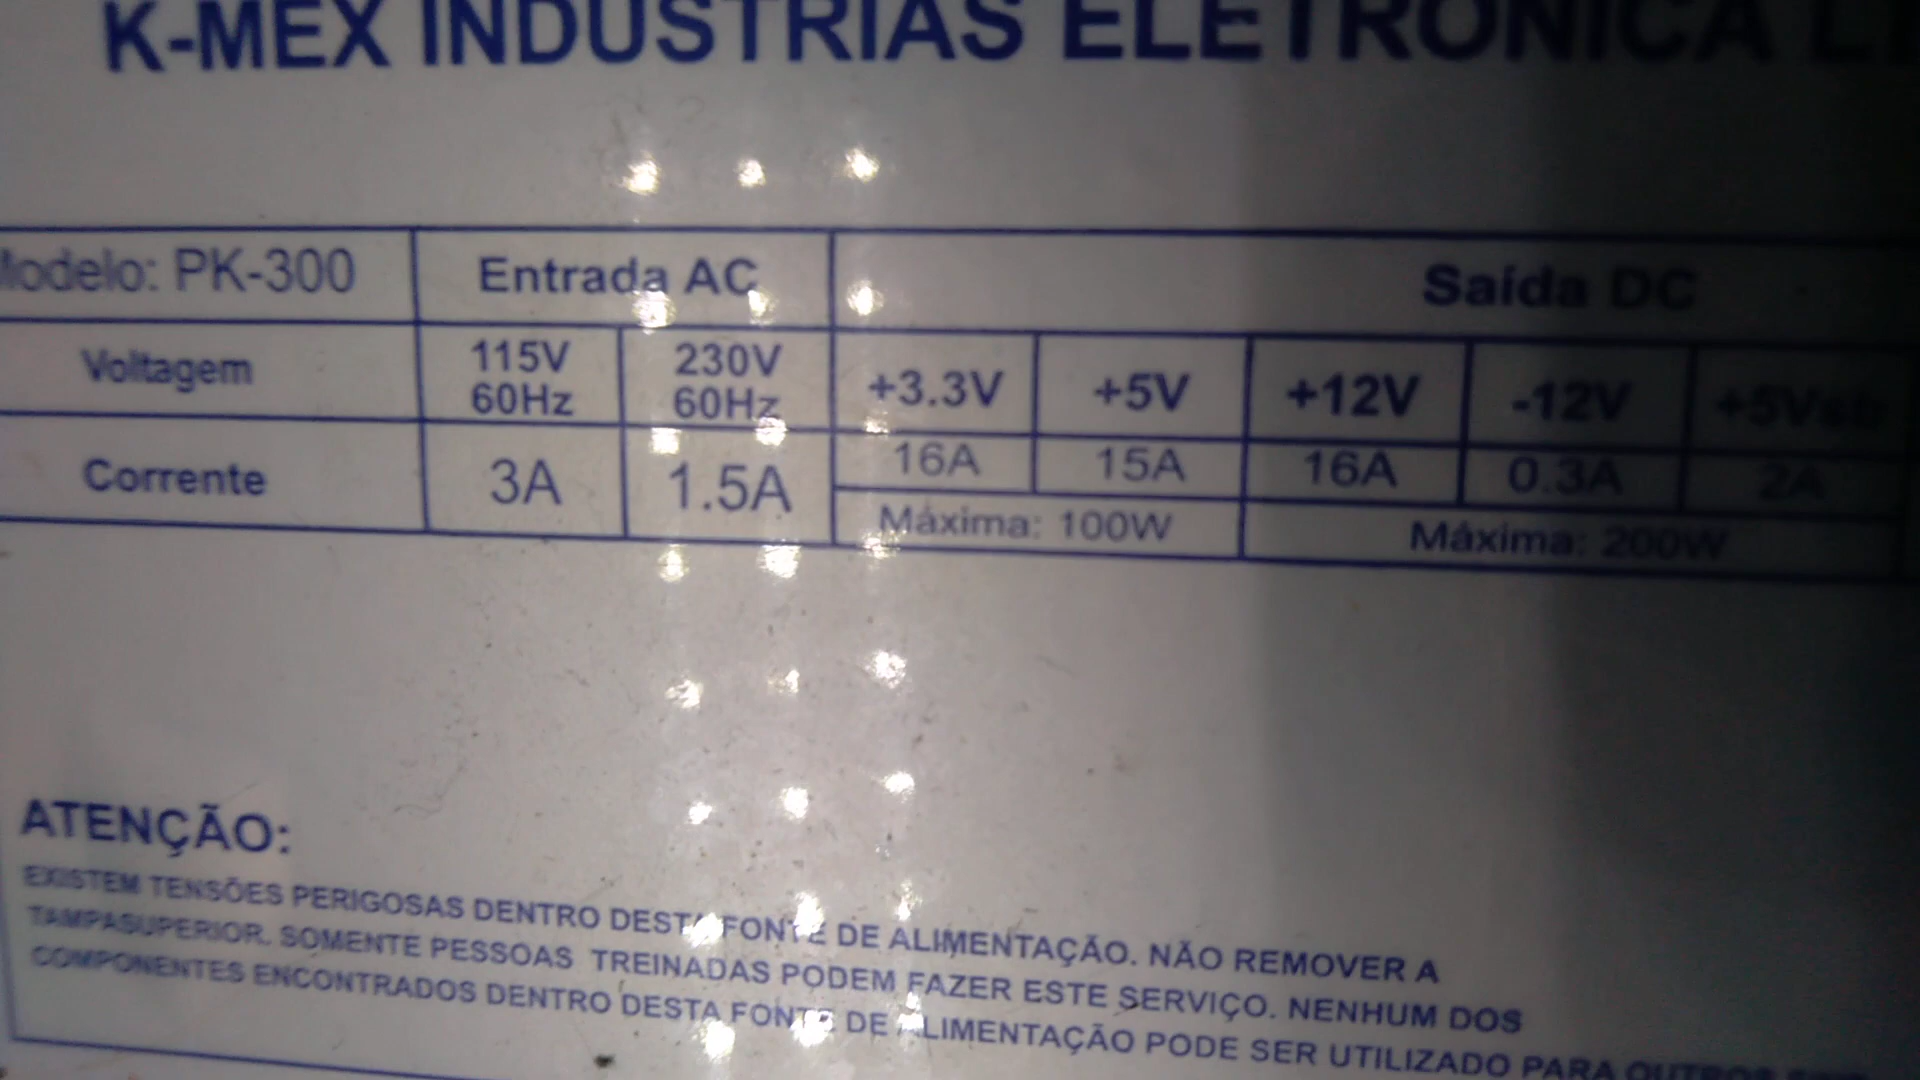 K-MEX INDUSTRIAS ELETRONICA
Modelo: PK-300 Entrada AC Saída DC
Voltagem 115V 60Hz 230V 60Hz +3.3V +5V +12V -12V +5Vsb
Corrente 3A 1.5A 16A 15A 16A 0.3A 2A
Máxima: 100W Máxima: 200W
ATENÇÃO:
EXISTEM TENSÕES PERIGOSAS DENTRO DESTA FONTE DE ALIMENTAÇÃO. NÃO REMOVER A
TAMPASUPERIOR. SOMENTE PESSOAS TREINADAS PODEM FAZER ESTE SERVIÇO. NENHUM DOS
COMPONENTES ENCONTRADOS DENTRO DESTA FONTE DE ALIMENTAÇÃO PODE SER UTILIZADO PARA OUTROS